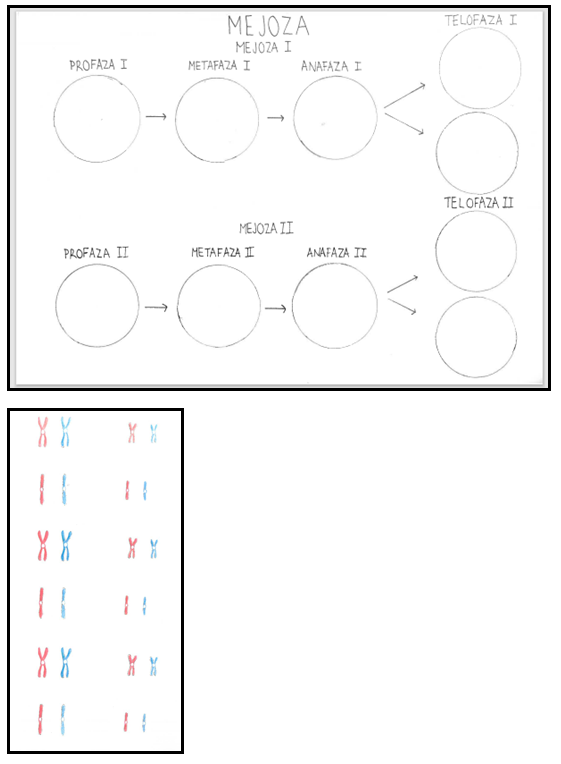 MEJOZA
MEJOZA I
PROFAZA I
METAFAZA I
ANAFAZA I
TELOFAZA I
MEJOZA II
PROFAZA II
METAFAZA II
ANAFAZA II
TELOFAZA II